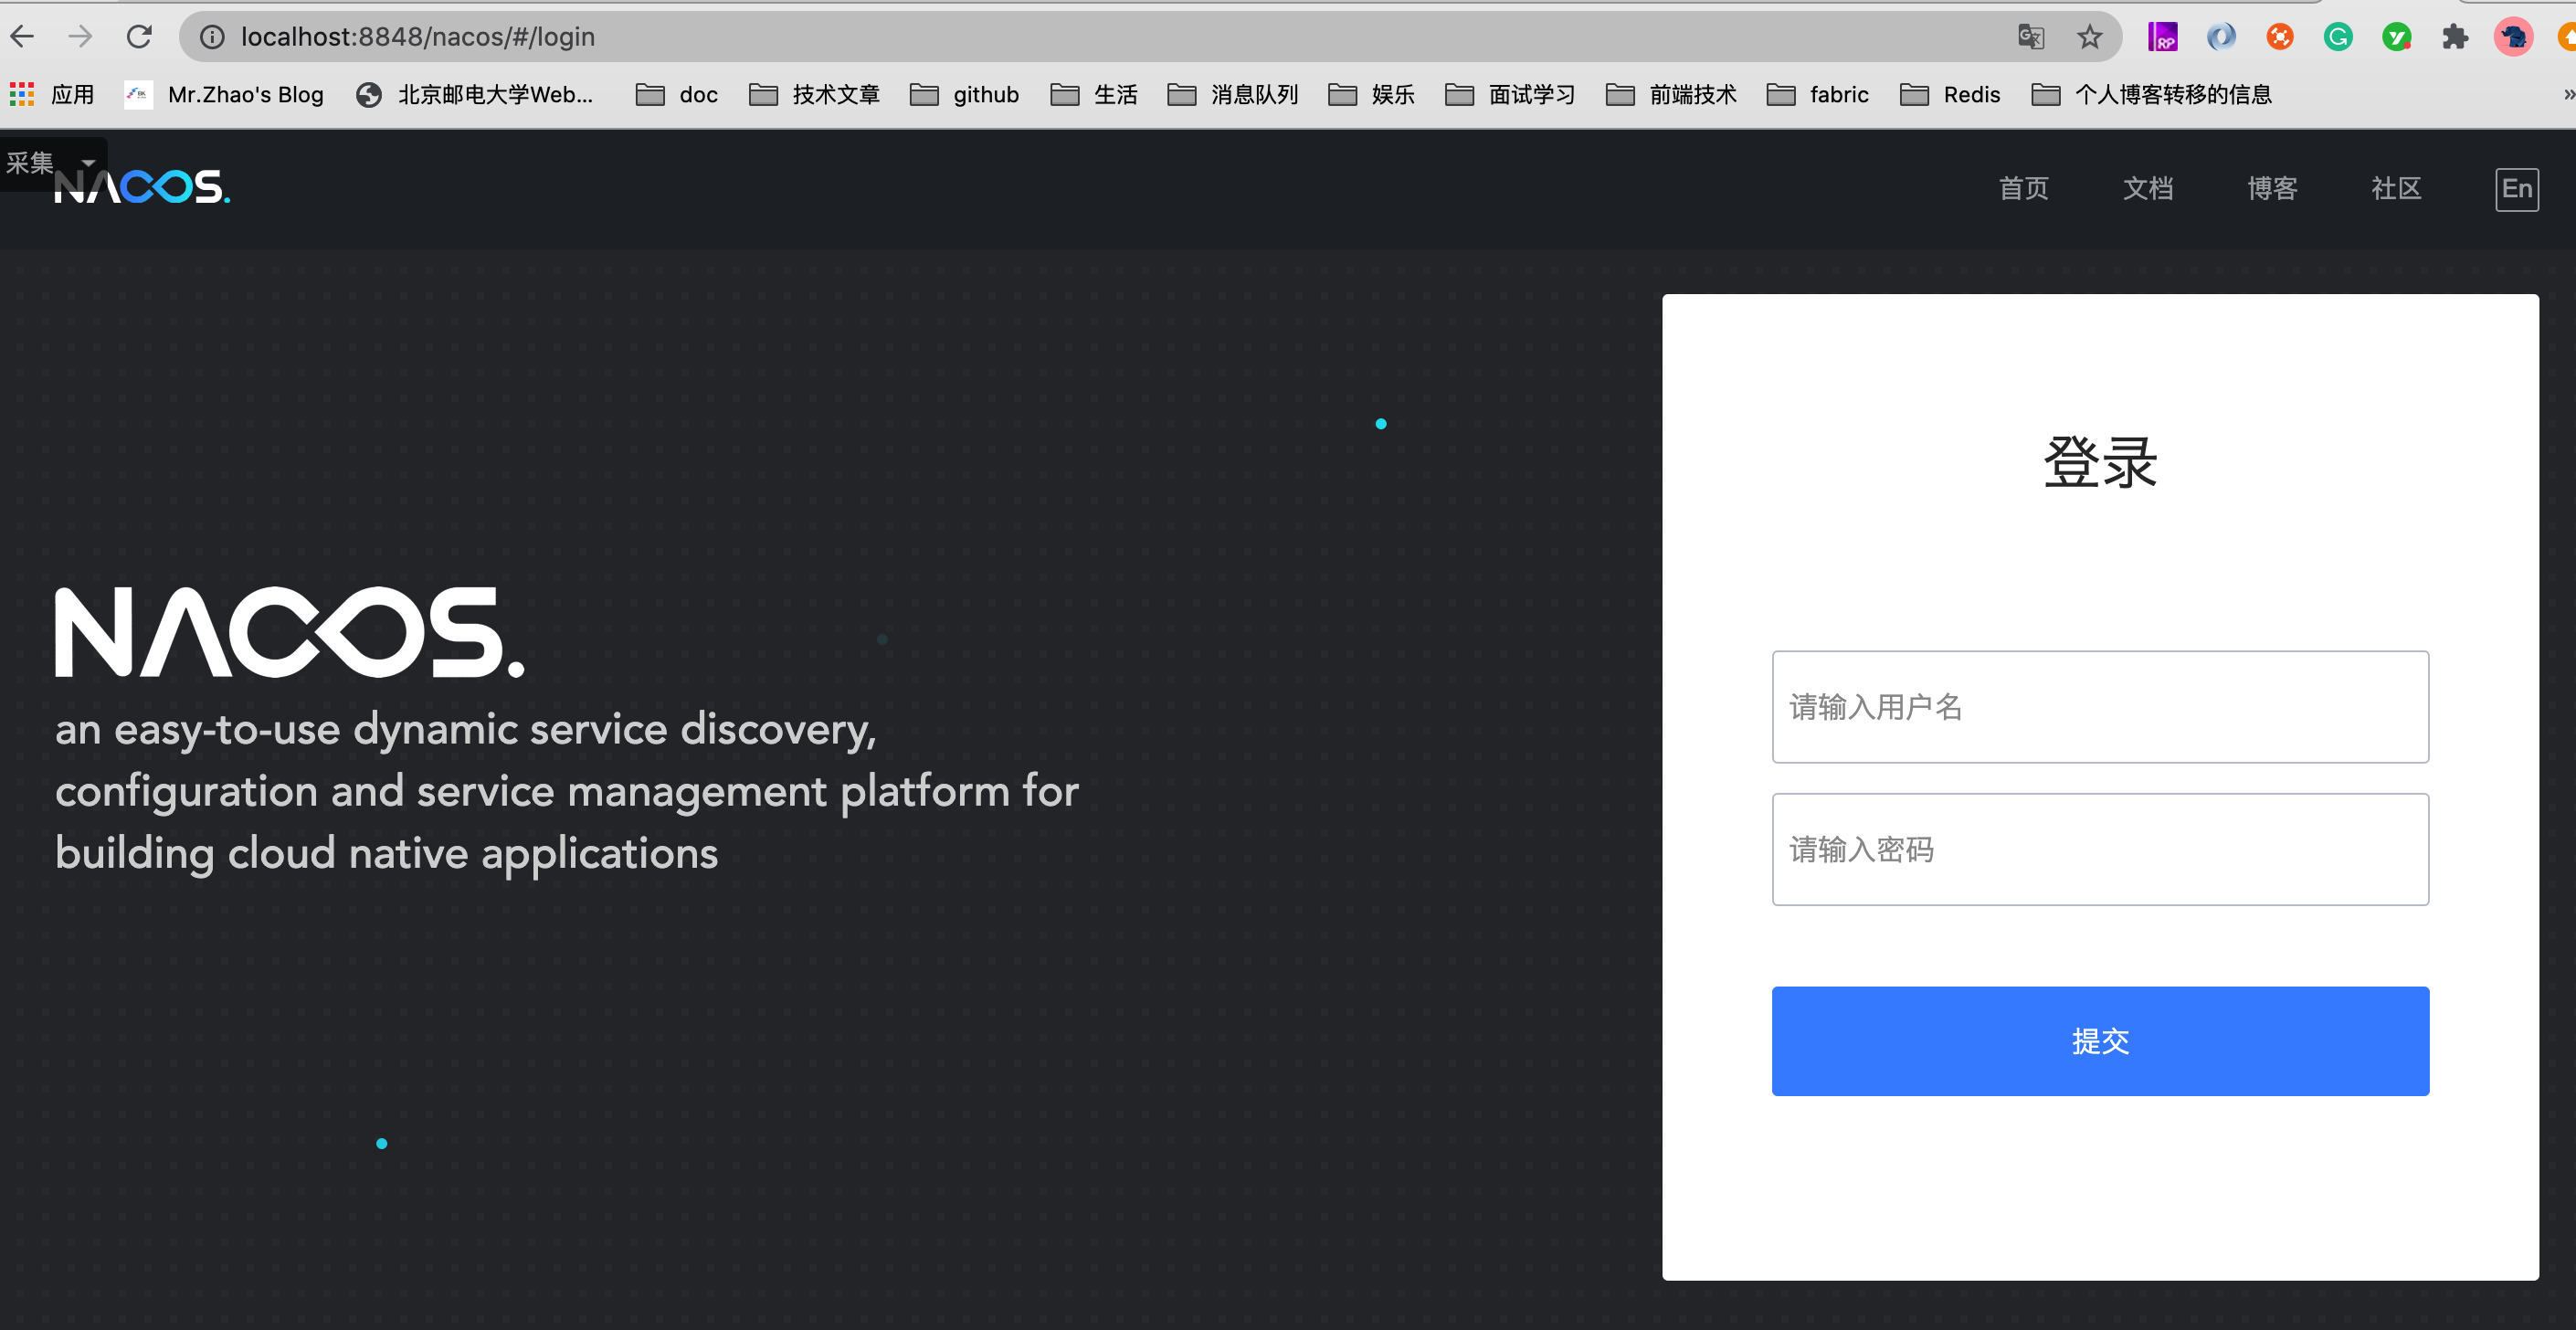 localhost:8848/nacos/#/login
应用
Mr.Zhao's Blog
北京邮电大学Web...
doc
技术文章
github
生活
消息队列
娱乐
面试学习
前端技术
fabric
Redis
个人博客转移的信息
»
采集
NACOS.
首页
文档
博客
社区
En
登录
NACOS.
an easy-to-use dynamic service discovery,
configuration and service management platform for
building cloud native applications
请输入用户名
请输入密码
提交